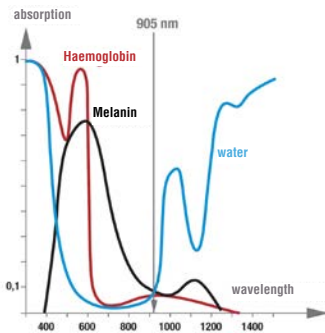 absorption
905 nm
Haemoglobin
1
Melanin
water
0,1
wavelength
400 600 800 1000 1200 1400